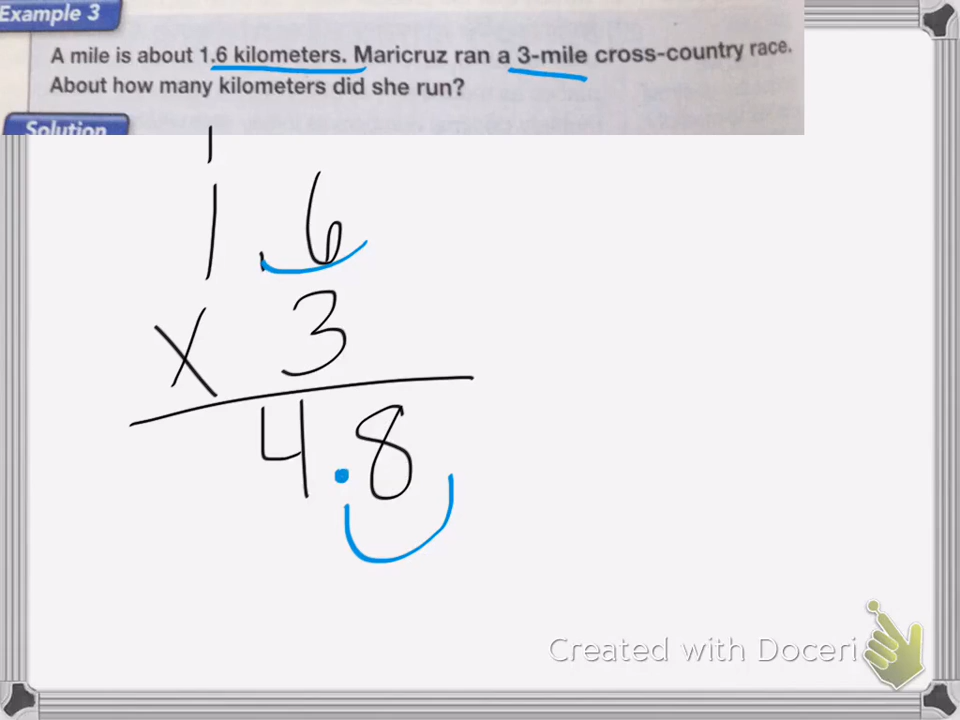 Example 3
A mile is about 1.6 kilometers. Maricruz ran a 3-mile cross-country race.
About how many kilometers did she run?
Solution
1
1.6
X 3
4.8
Created with Doceri